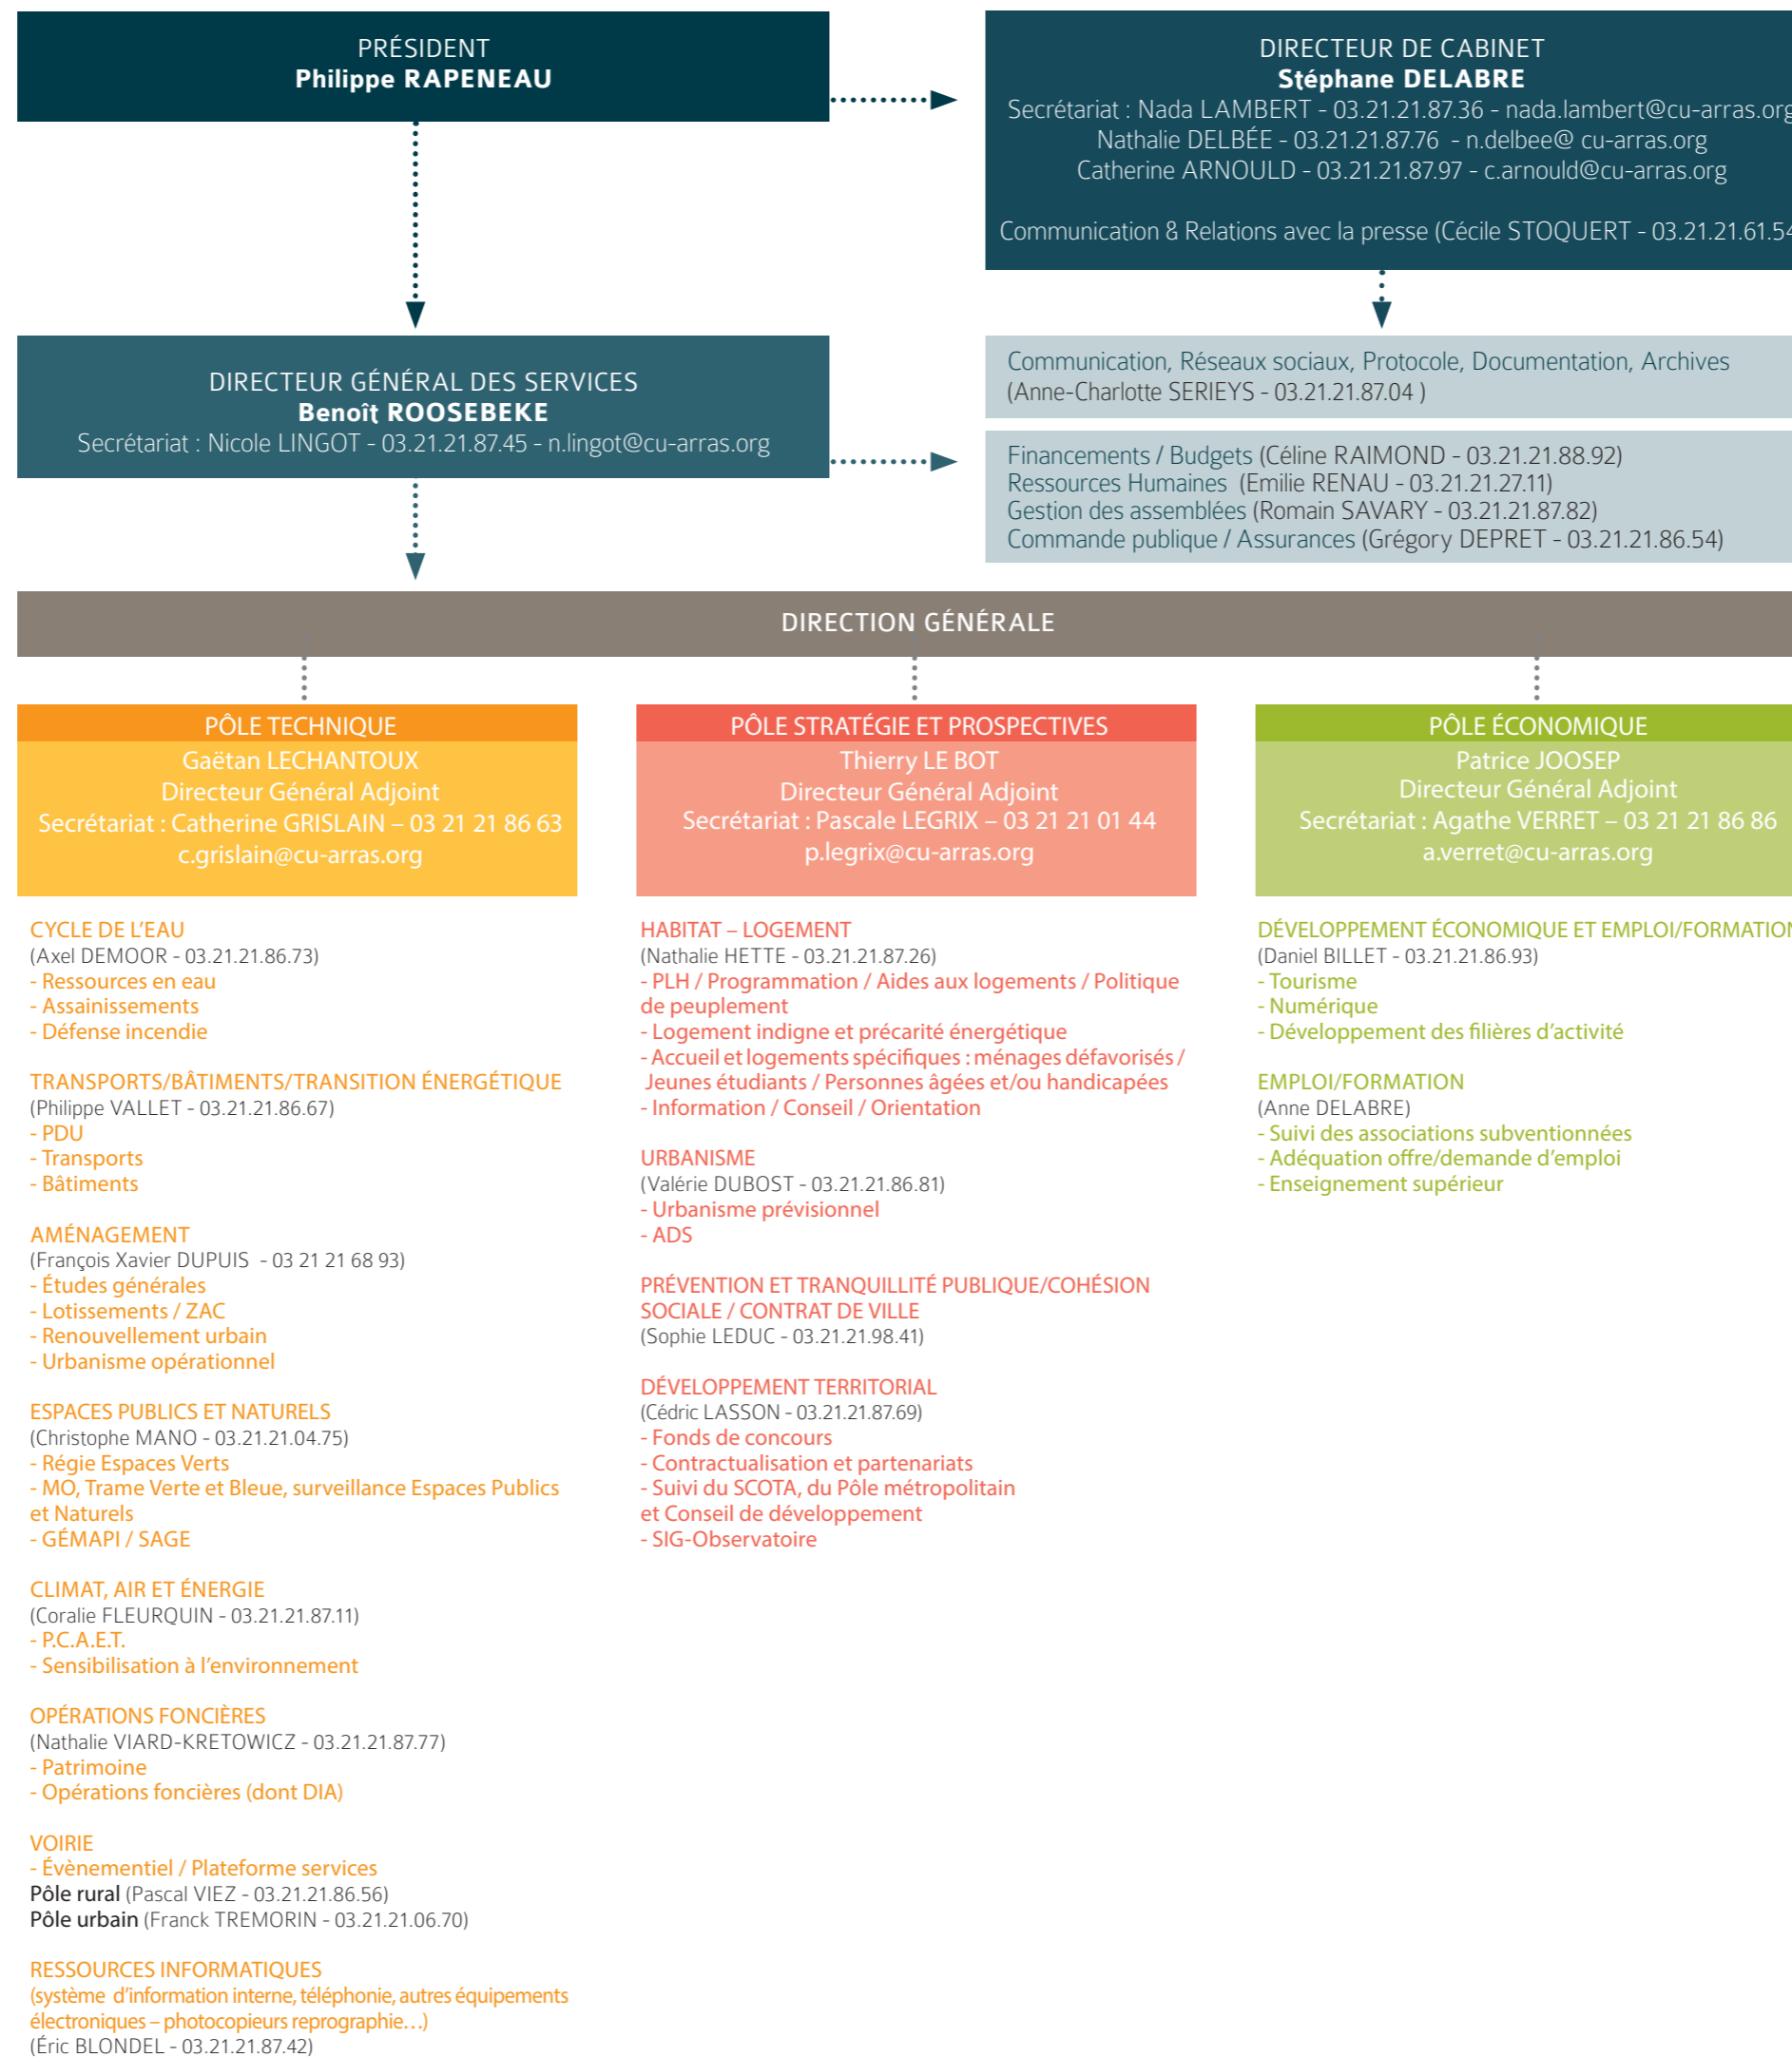 PRÉSIDENT
Philippe RAPENEAU
DIRECTEUR DE CABINET
Stéphane DELABRE
Secrétariat : Nada LAMBERT - 03.21.21.87.36 - nada.lambert@cu-arras.org
Nathalie DELBÉE - 03.21.21.87.76 - n.delbee@ cu-arras.org
Catherine ARNOULD - 03.21.21.87.97 - c.arnould@cu-arras.org
Communication & Relations avec la presse (Cécile STOQUERT - 03.21.21.61.54
DIRECTEUR GÉNÉRAL DES SERVICES
Benoît ROOSEBEKE
Secrétariat : Nicole LINGOT - 03.21.21.87.45 - n.lingot@cu-arras.org
Communication, Réseaux sociaux, Protocole, Documentation, Archives
(Anne-Charlotte SERIEYS - 03.21.21.87.04 )
Financements / Budgets (Céline RAIMOND - 03.21.21.88.92)
Ressources Humaines (Emilie RENAU - 03.21.21.27.11)
Gestion des assemblées (Romain SAVARY - 03.21.21.87.82)
Commande publique / Assurances (Grégory DEPRET - 03.21.21.86.54)
DIRECTION GÉNÉRALE
PÔLE TECHNIQUE
Gaëtan LECHANTOUX
Directeur Général Adjoint
Secrétariat : Catherine GRISLAIN – 03 21 21 86 63
c.grislain@cu-arras.org
CYCLE DE L'EAU
(Axel DEMOOR - 03.21.21.86.73)
- Ressources en eau
- Assainissements
- Défense incendie
TRANSPORTS/BÂTIMENTS/TRANSITION ÉNERGÉTIQUE
(Philippe VALLET - 03.21.21.86.67)
- PDU
- Transports
- Bâtiments
AMÉNAGEMENT
(François Xavier DUPUIS - 03 21 21 68 93)
- Études générales
- Lotissements / ZAC
- Renouvellement urbain
- Urbanisme opérationnel
ESPACES PUBLICS ET NATURELS
(Christophe MANO - 03.21.21.04.75)
- Régie Espaces Verts
- MO, Trame Verte et Bleue, surveillance Espaces Publics
et Naturels
- GÉMAPI / SAGE
CLIMAT, AIR ET ÉNERGIE
(Coralie FLEURQUIN - 03.21.21.87.11)
- P.C.A.E.T.
- Sensibilisation à l'environnement
OPÉRATIONS FONCIÈRES
(Nathalie VIARD-KRETOWICZ - 03.21.21.87.77)
- Patrimoine
- Opérations foncières (dont DIA)
VOIRIE
- Évènementiel / Plateforme services
Pôle rural (Pascal VIEZ - 03.21.21.86.56)
Pôle urbain (Franck TREMORIN - 03.21.21.06.70)
RESSOURCES INFORMATIQUES
(système d'information interne, téléphonie, autres équipements
électroniques – photocopieurs reprographie…)
(Éric BLONDEL - 03.21.21.87.42)
PÔLE STRATÉGIE ET PROSPECTIVES
Thierry LE BOT
Directeur Général Adjoint
Secrétariat : Pascale LEGRIX – 03 21 21 01 44
p.legrix@cu-arras.org
HABITAT – LOGEMENT
(Nathalie HETTE - 03.21.21.87.26)
- PLH / Programmation / Aides aux logements / Politique
de peuplement
- Logement indigne et précarité énergétique
- Accueil et logements spécifiques : ménages défavorisés /
Jeunes étudiants / Personnes âgées et/ou handicapées
- Information / Conseil / Orientation
URBANISME
(Valérie DUBOST - 03.21.21.86.81)
- Urbanisme prévisionnel
- ADS
PRÉVENTION ET TRANQUILLITÉ PUBLIQUE/COHÉSION
SOCIALE / CONTRAT DE VILLE
(Sophie LEDUC - 03.21.21.98.41)
DÉVELOPPEMENT TERRITORIAL
(Cédric LASSON - 03.21.21.87.69)
- Fonds de concours
- Contractualisation et partenariats
- Suivi du SCOTA, du Pôle métropolitain
et Conseil de développement
- SIG-Observatoire
PÔLE ÉCONOMIQUE
Patrice JOOSEP
Directeur Général Adjoint
Secrétariat : Agathe VERRET – 03 21 21 86 86
a.verret@cu-arras.org
DÉVELOPPEMENT ÉCONOMIQUE ET EMPLOI/FORMATION
(Daniel BILLET - 03.21.21.86.93)
- Tourisme
- Numérique
- Développement des filières d'activité
EMPLOI/FORMATION
(Anne DELABRE)
- Suivi des associations subventionnées
- Adéquation offre/demande d'emploi
- Enseignement supérieur